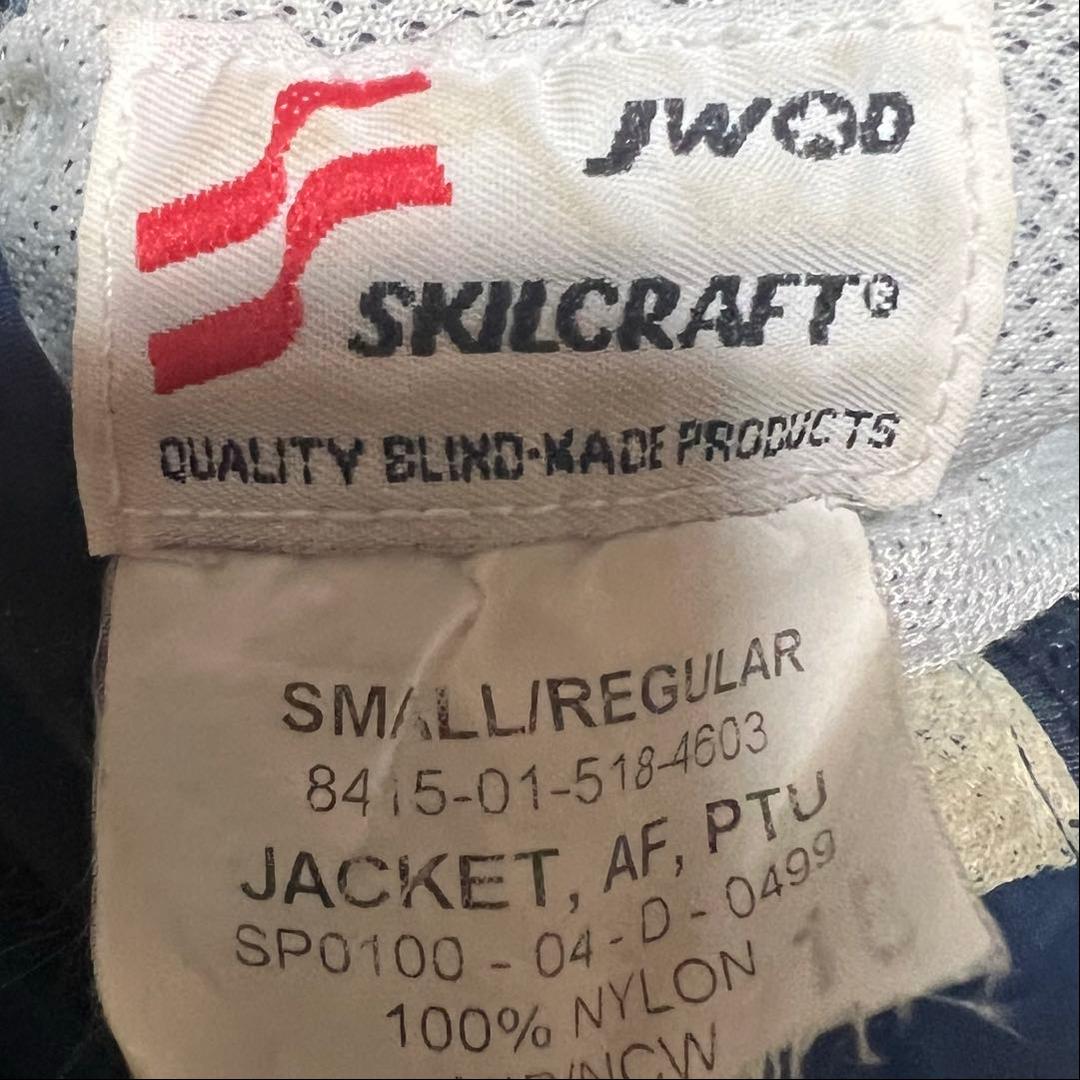 JWOD
SKILCRAFT®
QUALITY BLIND-MADE PRODUCTS
SMALL/REGULAR
8415-01-518-4603
JACKET, AF, PTU
SP0100 - 04 - D - 0499
100% NYLON